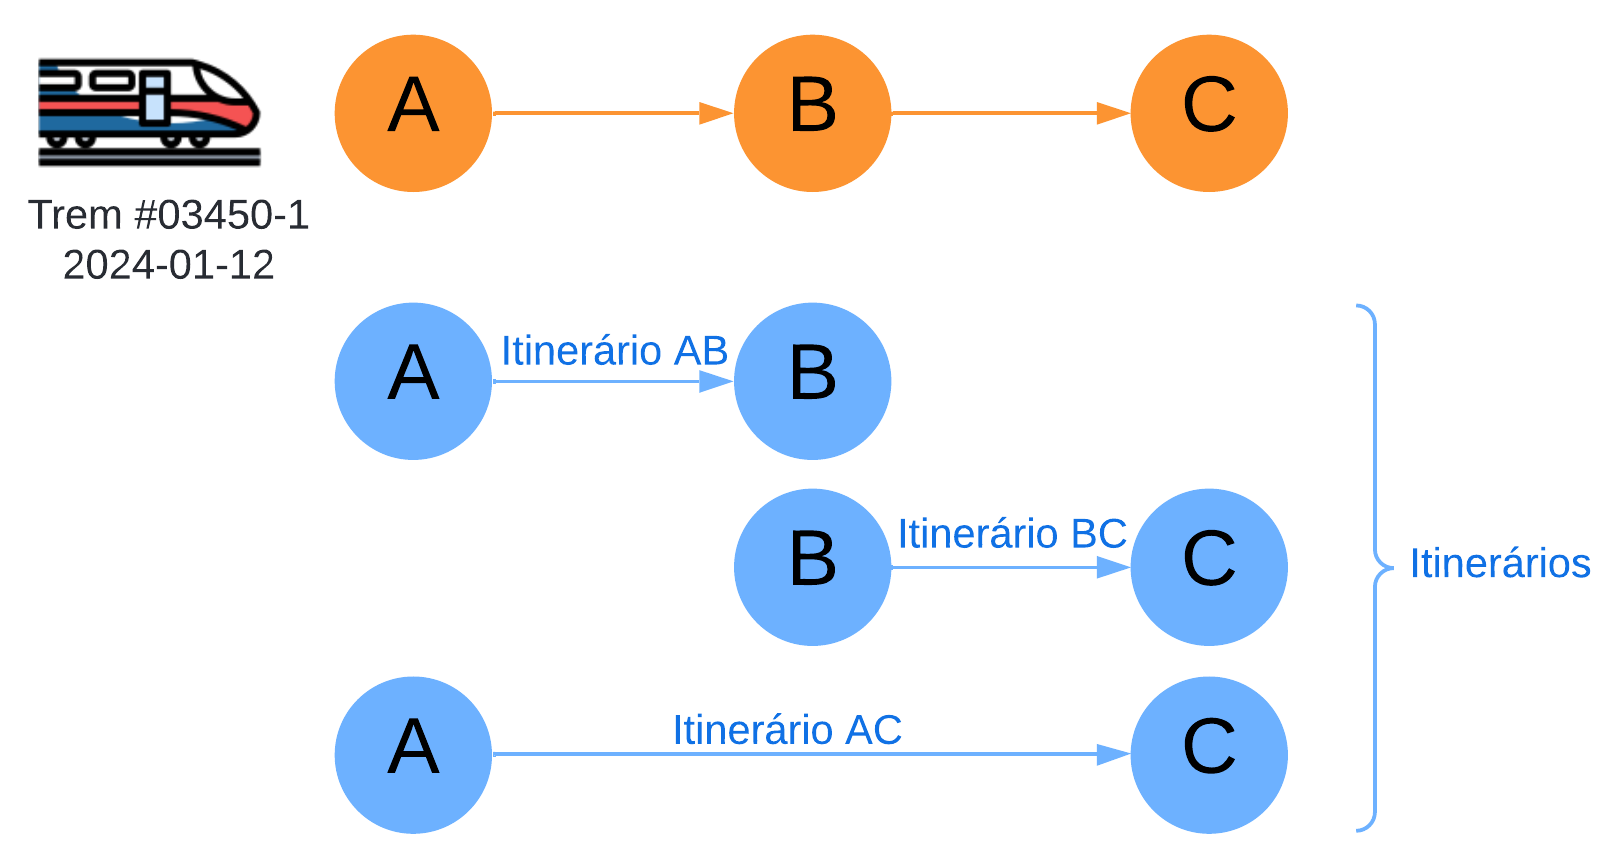 A
B
C
Trem #03450-1
2024-01-12
A
Itinerário AB
B
B
Itinerário BC
C
Itinerários
A
Itinerário AC
C